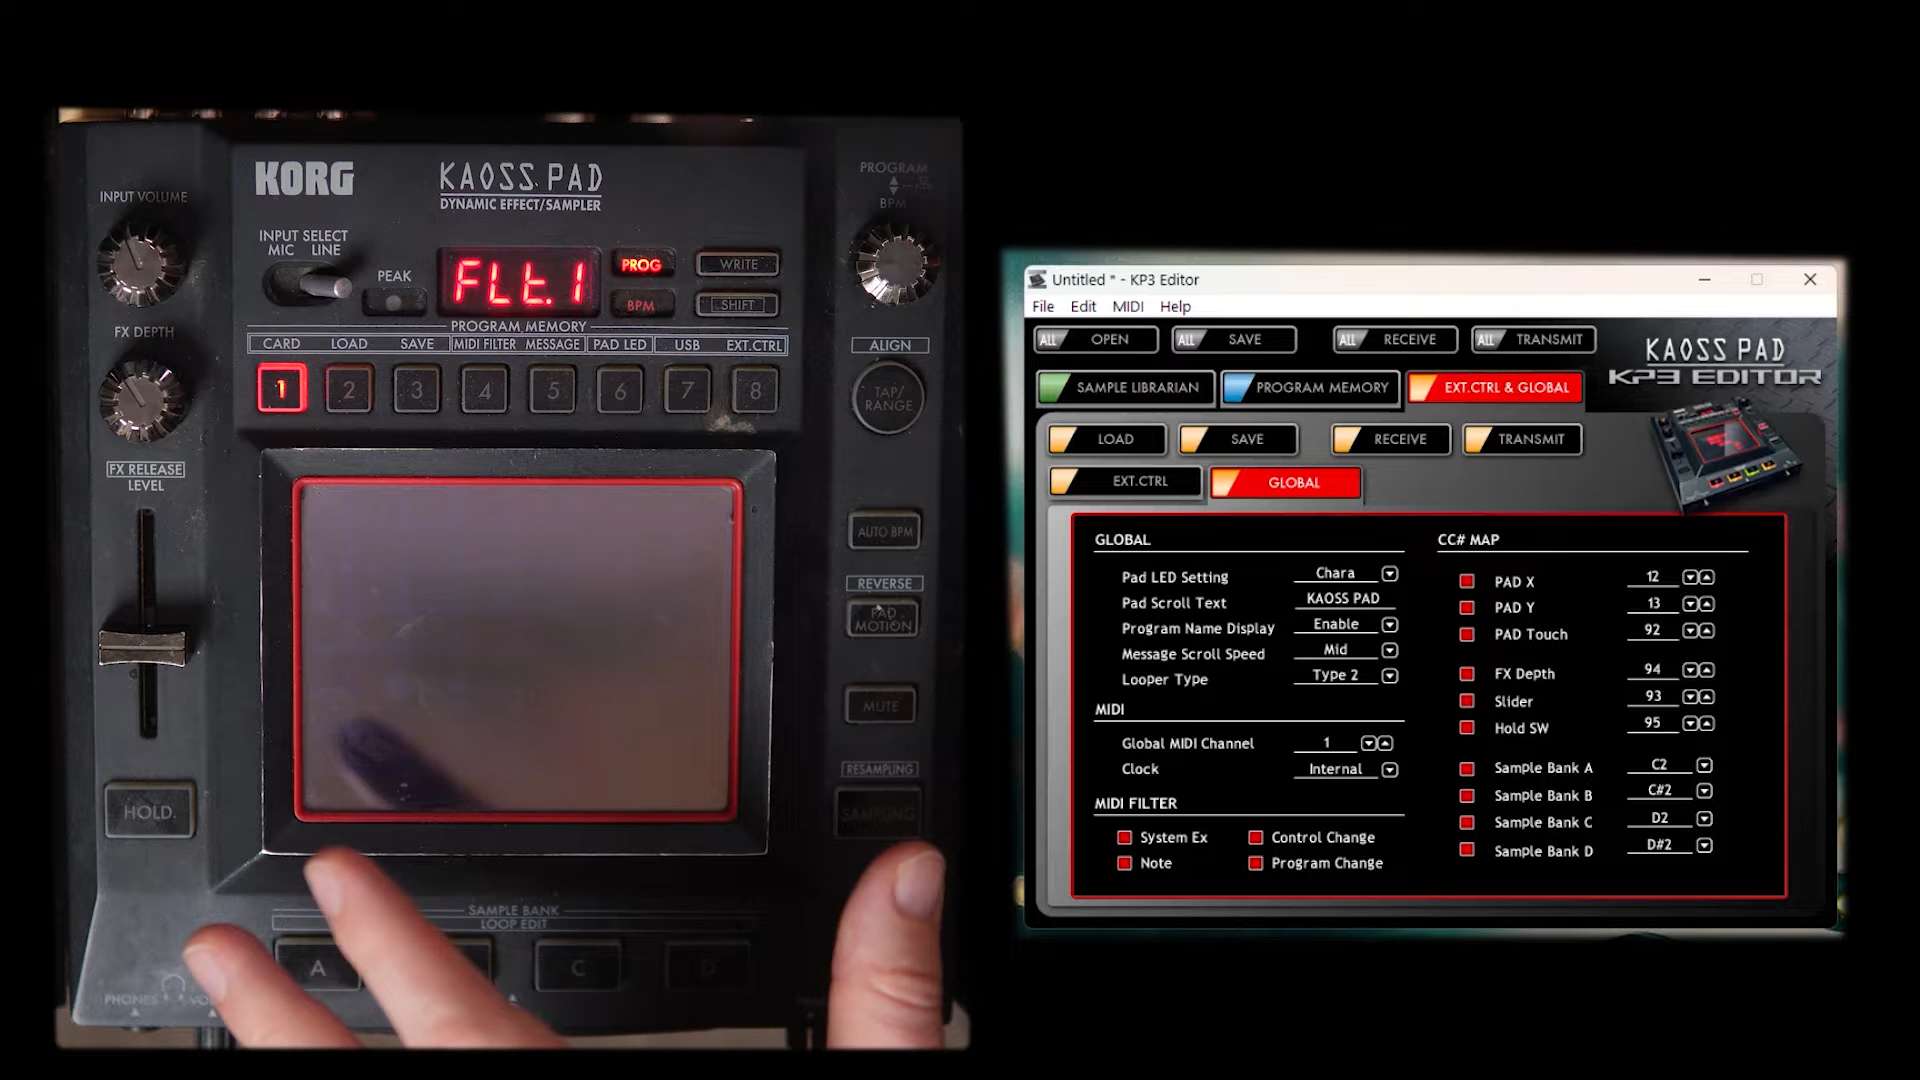 KORG
KAOSS PAD
DYNAMIC EFFECT/SAMPLER
PROGRAM
BPM
INPUT VOLUME
INPUT SELECT
MIC LINE
PEAK
FLt.1
PROG
BPM
WRITE
SHIFT
FX DEPTH
PROGRAM MEMORY
CARD LOAD SAVE MIDI FILTER MESSAGE PAD LED USB EXT.CTRL
ALIGN
1 2 3 4 5 6 7 8
TAP/
RANGE
FX RELEASE
LEVEL
AUTO BPM
REVERSE
PAD
MOTION
MUTE
RESAMPLING
SAMPLING
HOLD
SAMPLE BANK
LOOP EDIT
A C D
PHONES
Untitled * - KP3 Editor
File Edit MIDI Help
ALL OPEN ALL SAVE ALL RECEIVE ALL TRANSMIT
KAOSS PAD
KP3 EDITOR
SAMPLE LIBRARIAN PROGRAM MEMORY EXT.CTRL & GLOBAL
LOAD SAVE RECEIVE TRANSMIT
EXT.CTRL GLOBAL
GLOBAL
Pad LED Setting Chara
Pad Scroll Text KAOSS PAD
Program Name Display Enable
Message Scroll Speed Mid
Looper Type Type 2
MIDI
Global MIDI Channel 1
Clock Internal
MIDI FILTER
System Ex Control Change
Note Program Change
CC# MAP
PAD X 12
PAD Y 13
PAD Touch 92
FX Depth 94
Slider 93
Hold SW 95
Sample Bank A C2
Sample Bank B C#2
Sample Bank C D2
Sample Bank D D#2